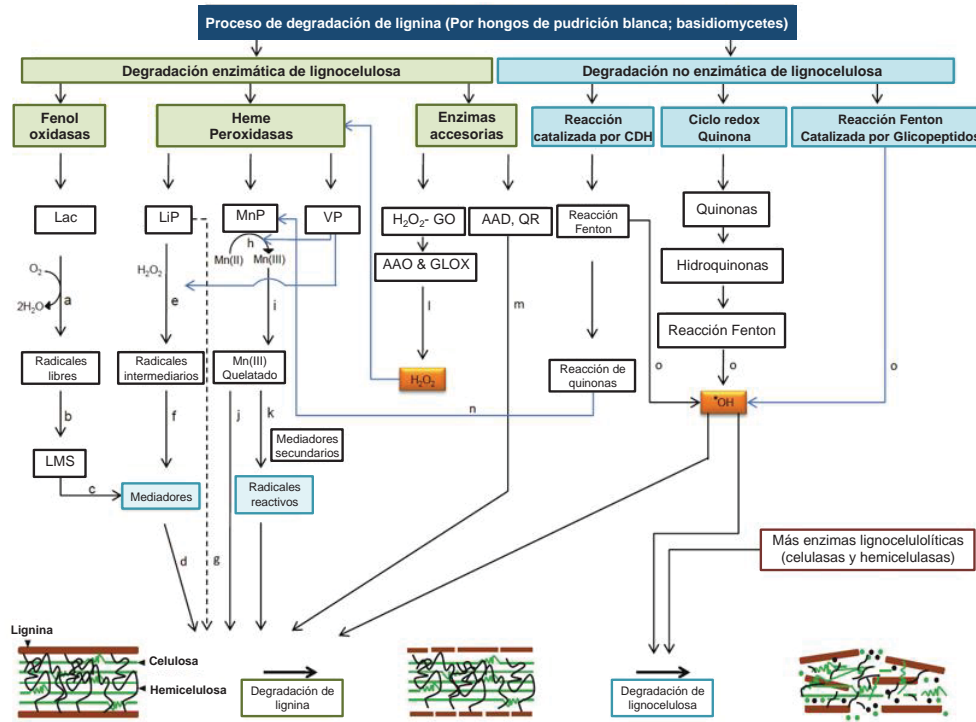 Proceso de degradación de lignina (Por hongos de pudrición blanca; basidiomycetes)
Degradación enzimática de lignocelulosa
Degradación no enzimática de lignocelulosa
Fenol
oxidasas
Heme
Peroxidasas
Enzimas
accesorias
Reacción
catalizada por CDH
Ciclo redox
Quinona
Reacción Fenton
Catalizada por Glicopeptidos
Lac
LiP
MnP
VP
H₂O₂- GO
AAD, QR
Reacción
Fenton
Quinonas
h
Mn(II)
Mn(III)
AAO & GLOX
Hidroquinonas
O₂
2H₂O
a
H₂O₂
e
i
l
m
Reacción Fenton
Radicales
libres
Radicales
intermediarios
Mn(III)
Quelatado
H₂O₂
Reacción de
quinonas
o
o
o
•OH
b
f
j
k
n
Mediadores
secundarios
LMS
c
Mediadores
Radicales
reactivos
d
g
Más enzimas lignocelulolíticas
(celulasas y hemicelulasas)
Lignina
Celulosa
Hemicelulosa
Degradación de
lignina
Degradación de
lignocelulosa